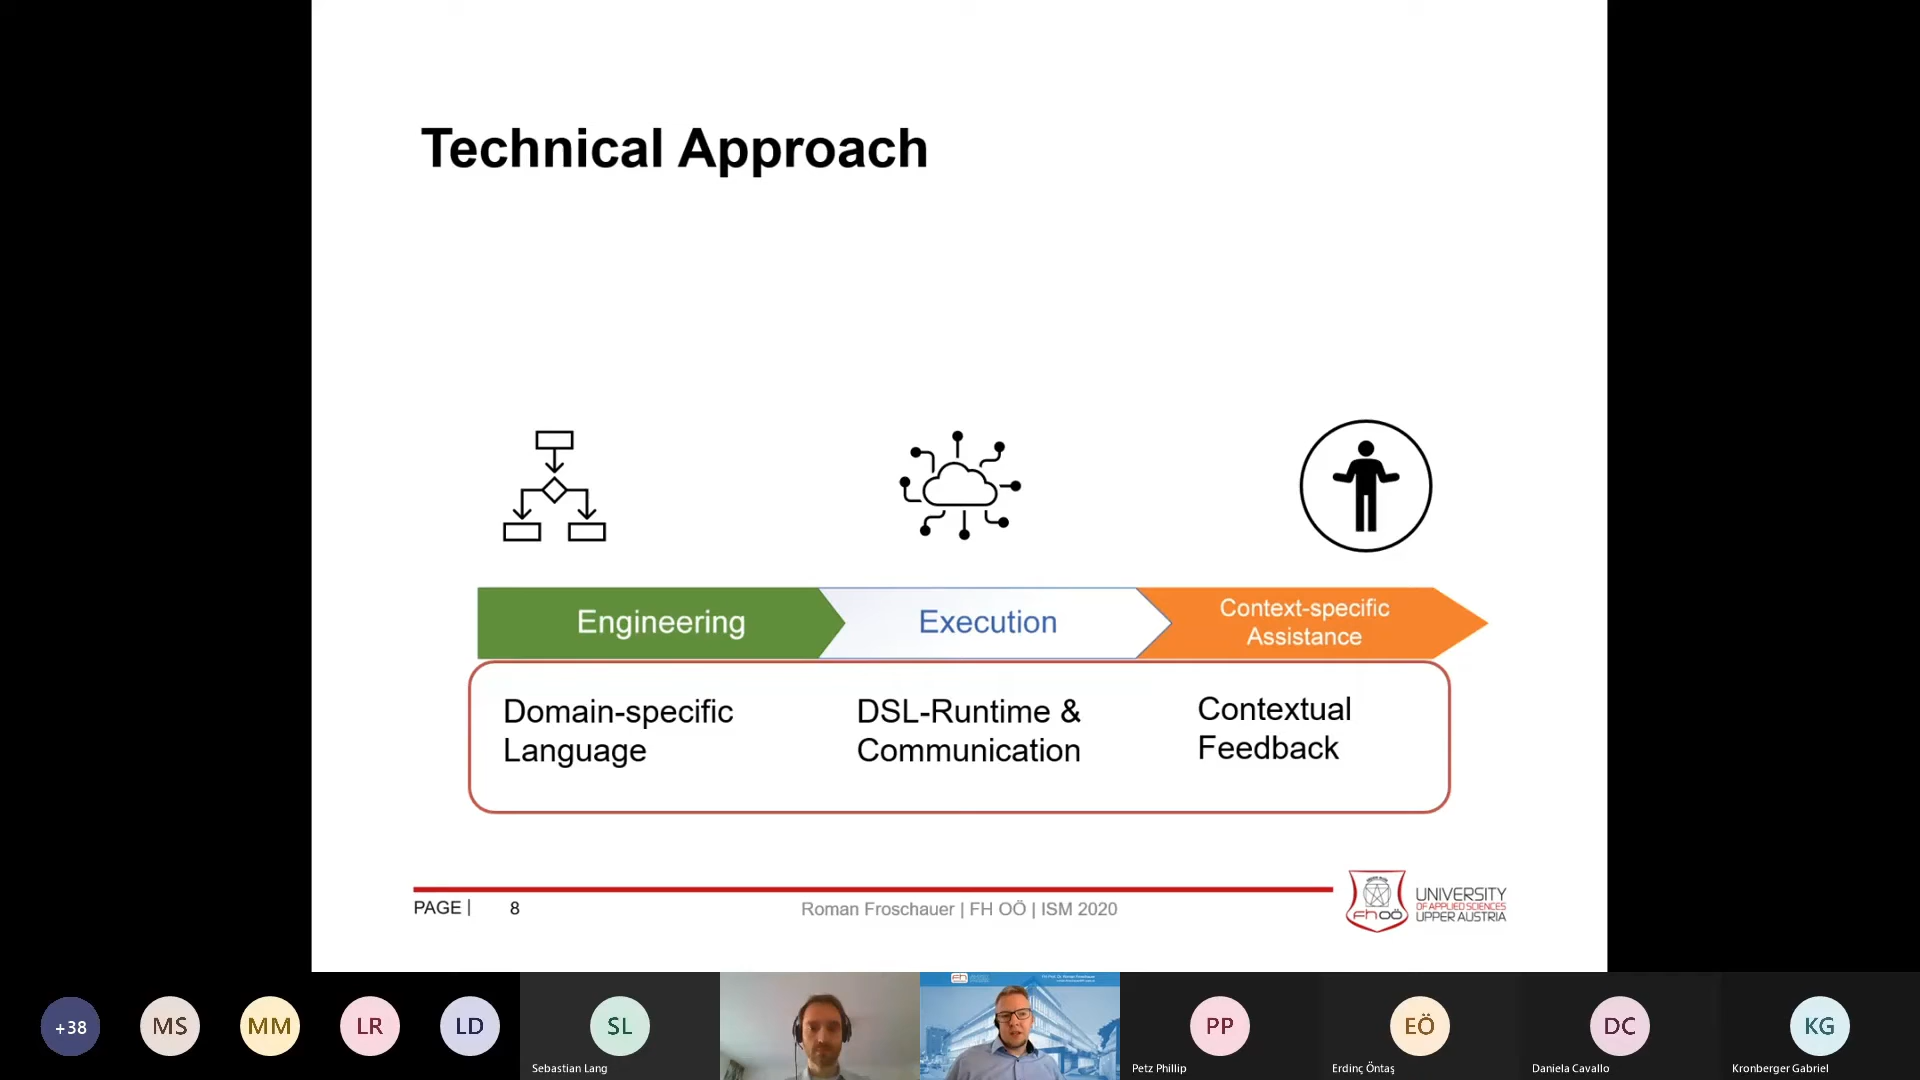 Technical Approach
Engineering
Execution
Context-specific
Assistance
Domain-specific
Language
DSL-Runtime &
Communication
Contextual
Feedback
PAGE | 8
Roman Froschauer | FH OÖ | ISM 2020
fh oö
UNIVERSITY
OF APPLIED SCIENCES
UPPER AUSTRIA
+38
MS
MM
LR
LD
SL
Sebastian Lang
PP
Petz Phillip
EÖ
Erdinç Öntaş
DC
Daniela Cavallo
KG
Kronberger Gabriel